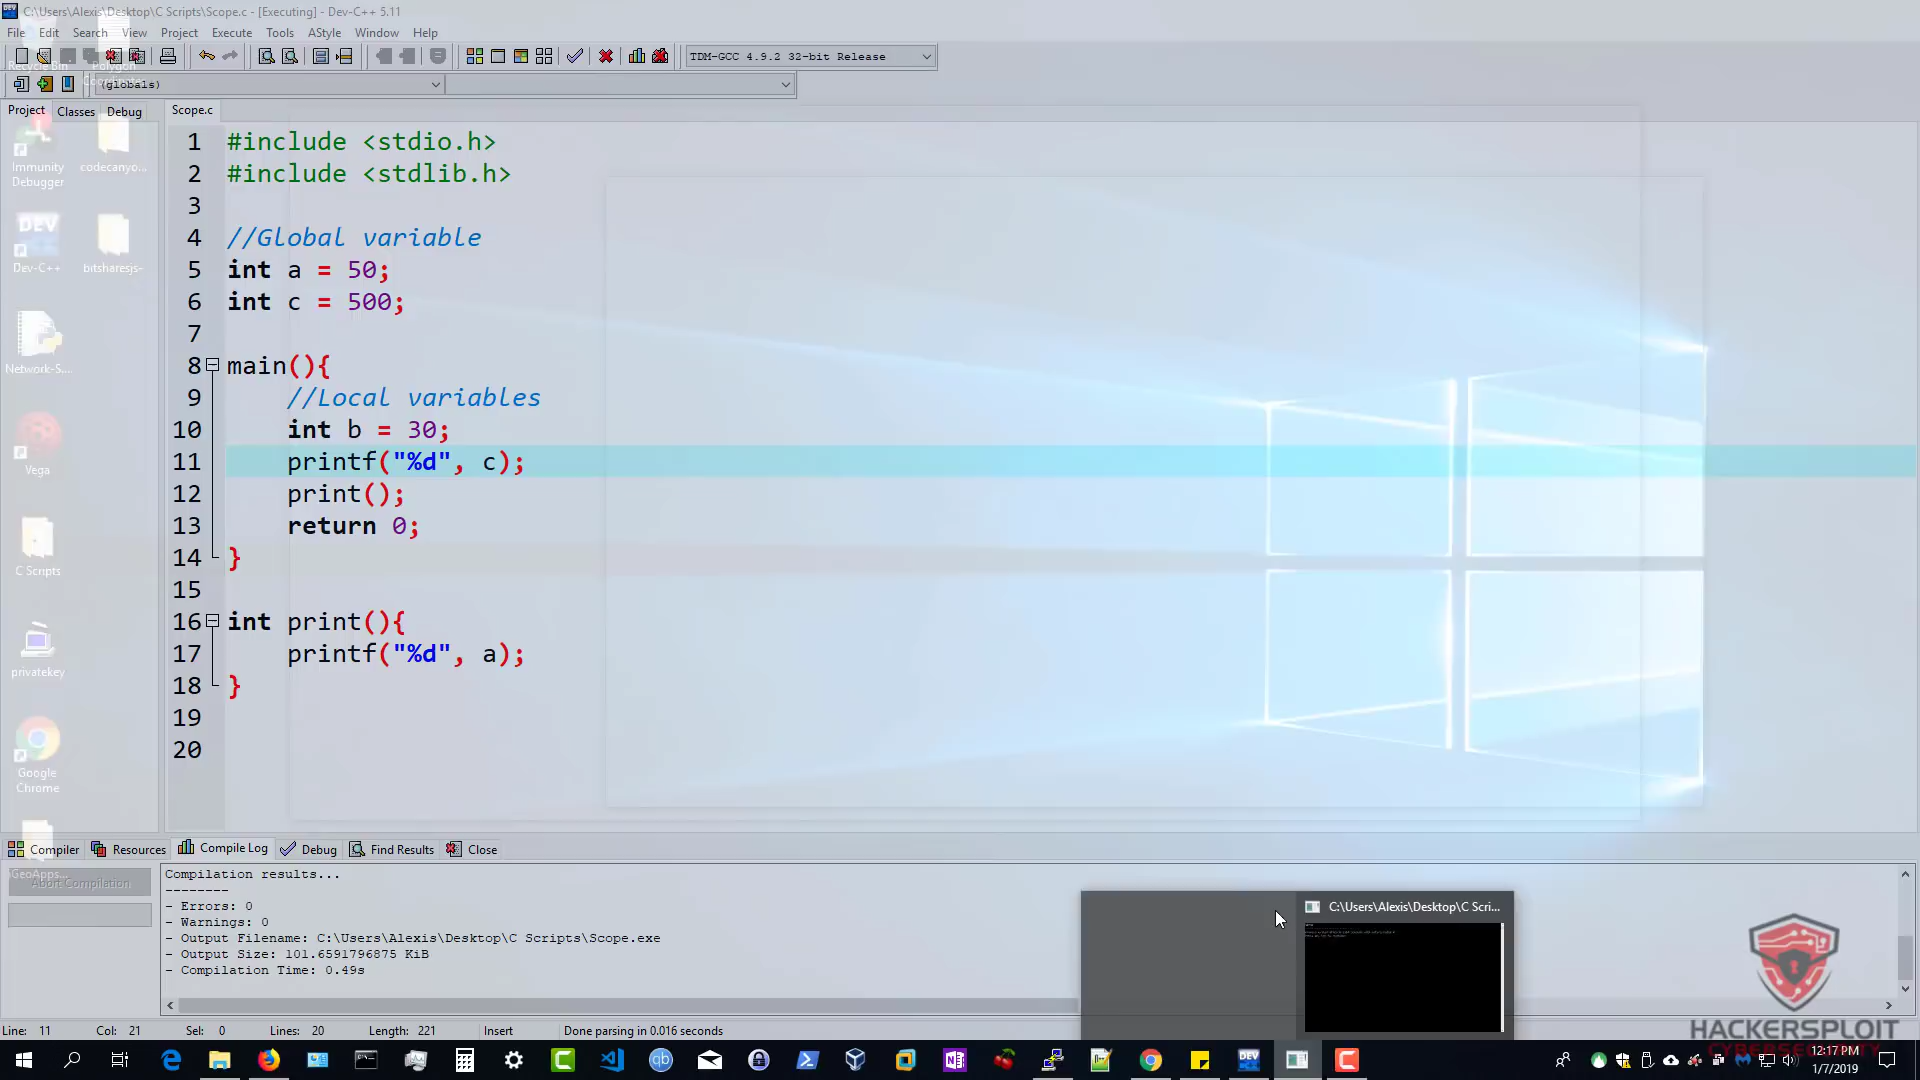 C:\Users\Alexis\Desktop\C Scripts\Scope.c - [Executing] - Dev-C++ 5.11
File Edit Search View Project Execute Tools AStyle Window Help
TDM-GCC 4.9.2 32-bit Release
(globals)
Project Classes Debug Scope.c
1 #include <stdio.h>
2 #include <stdlib.h>
3
4 //Global variable
5 int a = 50;
6 int c = 500;
7
8 main(){
9 //Local variables
10 int b = 30;
11 printf("%d", c);
12 print();
13 return 0;
14 }
15
16 int print(){
17 printf("%d", a);
18 }
19
20
Recycle Bin
Polygon
Immunity Debugger
codecanyo...
Dev-C++
bitsharesjs-
Network-S...
Vega
C Scripts
privatekey
Google Chrome
GeoApps...
Compiler Resources Compile Log Debug Find Results Close
Abort Compilation
Compilation results...
--------
- Errors: 0
- Warnings: 0
- Output Filename: C:\Users\Alexis\Desktop\C Scripts\Scope.exe
- Output Size: 101.6591796875 KiB
- Compilation Time: 0.49s
C:\Users\Alexis\Desktop\C Scri...
Line: 11 Col: 21 Sel: 0 Lines: 20 Length: 221 Insert Done parsing in 0.016 seconds
HACKERSPLOIT
12:17 PM
1/7/2019